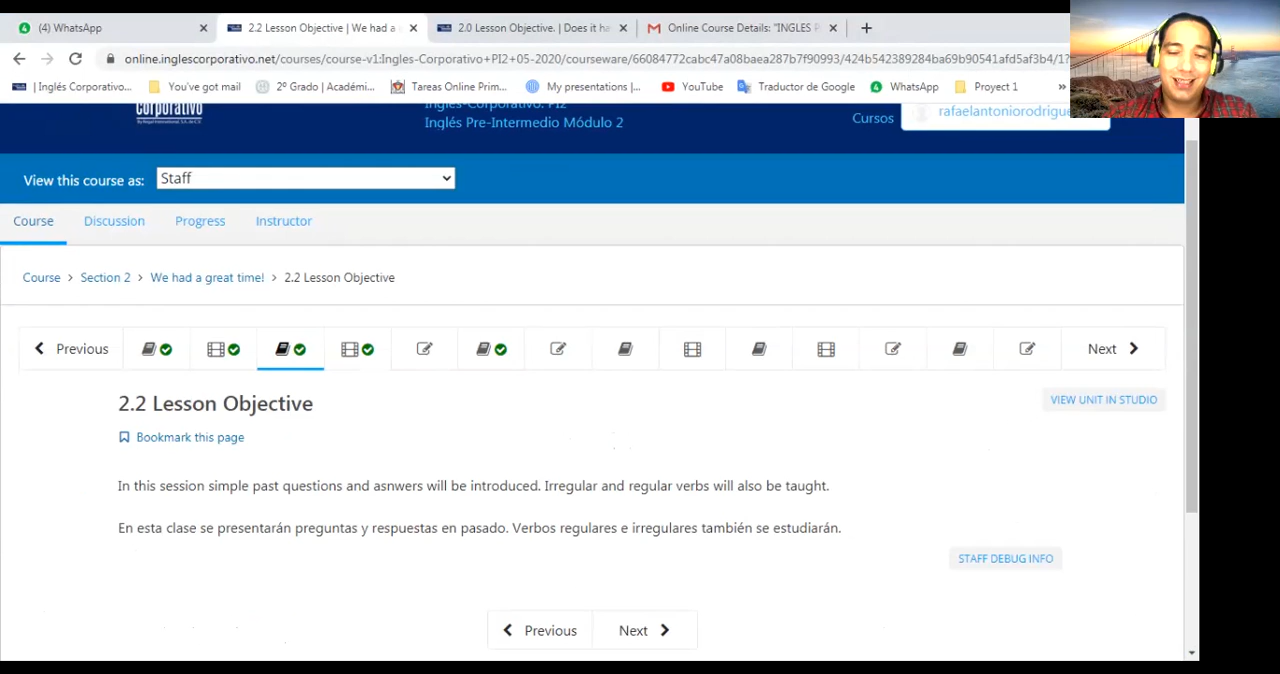 (4) WhatsApp
2.2 Lesson Objective | We had a
2.0 Lesson Objective. | Does it ha
Online Course Details: "INGLES P
online.inglescorporativo.net/courses/course-v1:Ingles-Corporativo+PI2+05-2020/courseware/66084772cabc47a08baea287b7f90993/424b542389284ba69b90541afd5af3b4/1?
| Inglés Corporativo...
You've got mail
2º Grado | Académi...
Tareas Online Prim...
My presentations |...
YouTube
Traductor de Google
WhatsApp
Proyect 1
»
corporativo
Ingles-Corporativo: PI2
Inglés Pre-Intermedio Módulo 2
Cursos
rafaelantoniorodrigue
View this course as:
Staff
Course
Discussion
Progress
Instructor
Course > Section 2 > We had a great time! > 2.2 Lesson Objective
Previous
Next
2.2 Lesson Objective
VIEW UNIT IN STUDIO
Bookmark this page
In this session simple past questions and asnwers will be introduced. Irregular and regular verbs will also be taught.
En esta clase se presentarán preguntas y respuestas en pasado. Verbos regulares e irregulares también se estudiarán.
STAFF DEBUG INFO
Previous
Next